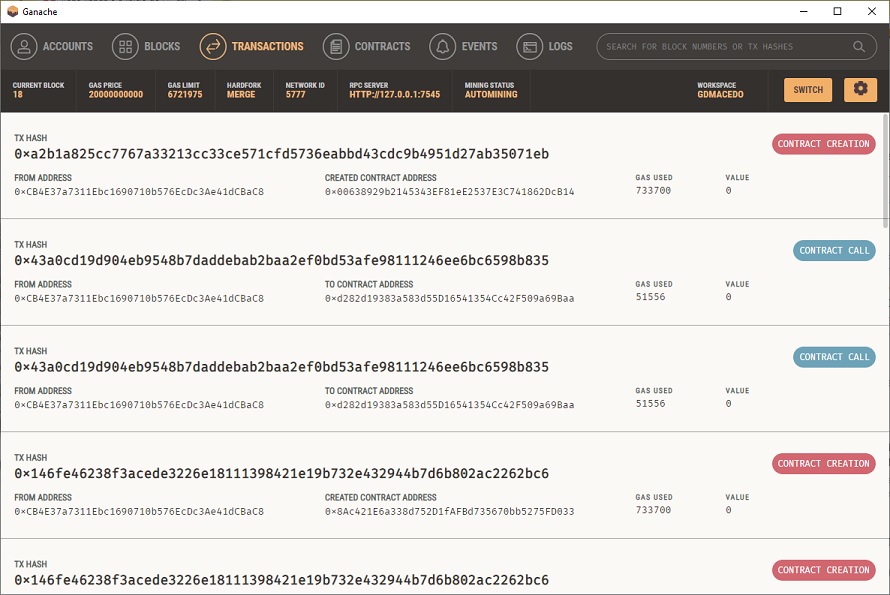 Ganache
ACCOUNTS BLOCKS TRANSACTIONS CONTRACTS EVENTS LOGS SEARCH FOR BLOCK NUMBERS OR TX HASHES
CURRENT BLOCK GAS PRICE GAS LIMIT HARDFORK NETWORK ID RPC SERVER MINING STATUS WORKSPACE
18 20000000000 6721975 MERGE 5777 HTTP://127.0.0.1:7545 AUTOMINING GDMACEDO
SWITCH
TX HASH
0×a2b1a825cc7767a33213cc33ce571cfd5736eabbd43cdc9b4951d27ab35071eb
CONTRACT CREATION
FROM ADDRESS CREATED CONTRACT ADDRESS GAS USED VALUE
0×CB4E37a7311Ebc1690710b576EcDc3Ae41dCBaC8 0×00638929b2145343EF81eE2537E3C741862DcB14 733700 0
TX HASH
0×43a0cd19d904eb9548b7daddebab2baa2ef0bd53afe98111246ee6bc6598b835
CONTRACT CALL
FROM ADDRESS TO CONTRACT ADDRESS GAS USED VALUE
0×CB4E37a7311Ebc1690710b576EcDc3Ae41dCBaC8 0×d282d19383a583d55D16541354Cc42F509a69Baa 51556 0
TX HASH
0×43a0cd19d904eb9548b7daddebab2baa2ef0bd53afe98111246ee6bc6598b835
CONTRACT CALL
FROM ADDRESS TO CONTRACT ADDRESS GAS USED VALUE
0×CB4E37a7311Ebc1690710b576EcDc3Ae41dCBaC8 0×d282d19383a583d55D16541354Cc42F509a69Baa 51556 0
TX HASH
0×146fe46238f3acede3226e18111398421e19b732e432944b7d6b802ac2262bc6
CONTRACT CREATION
FROM ADDRESS CREATED CONTRACT ADDRESS GAS USED VALUE
0×CB4E37a7311Ebc1690710b576EcDc3Ae41dCBaC8 0×8Ac421E6a338d752D1fAFBd735670bb5275FD033 733700 0
TX HASH
0×146fe46238f3acede3226e18111398421e19b732e432944b7d6b802ac2262bc6
CONTRACT CREATION